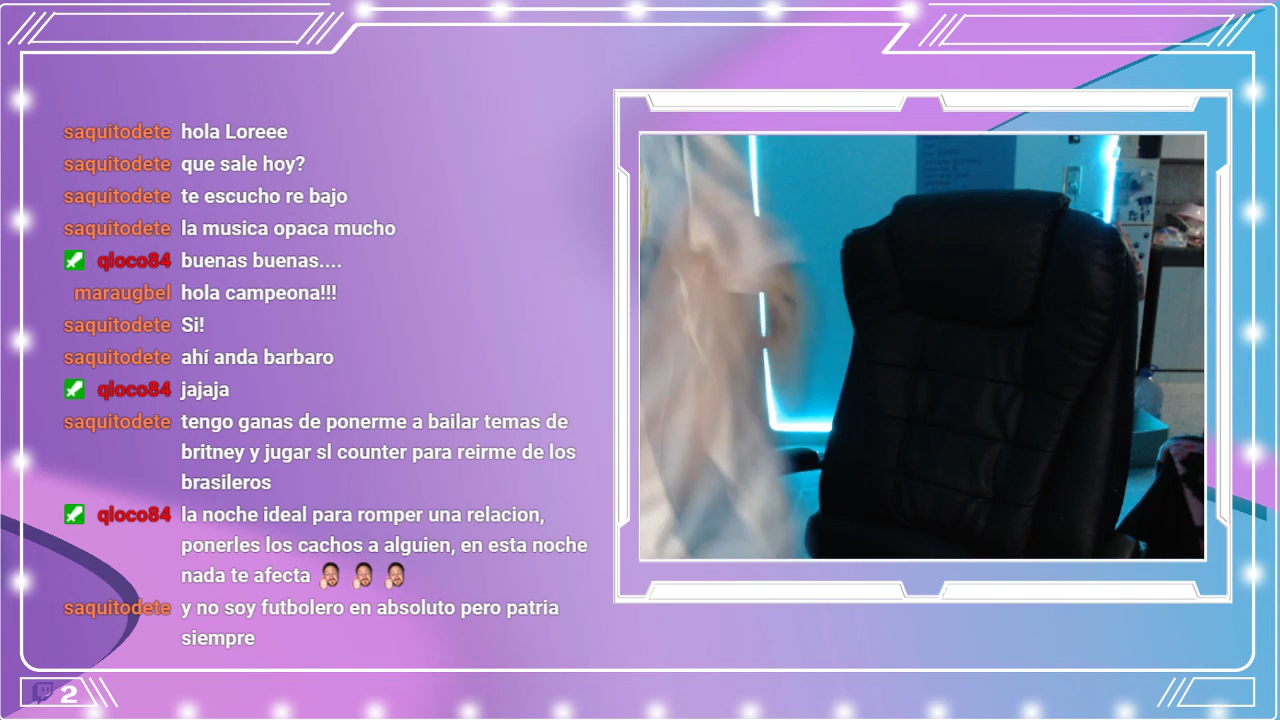 saquitodete hola Loreee
saquitodete que sale hoy?
saquitodete te escucho re bajo
saquitodete la musica opaca mucho
qloco84 buenas buenas....
maraugbel hola campeona!!!
saquitodete Si!
saquitodete ahí anda barbaro
qloco84 jajaja
saquitodete tengo ganas de ponerme a bailar temas de
britney y jugar sl counter para reirme de los
brasileros
qloco84 la noche ideal para romper una relacion,
ponerles los cachos a alguien, en esta noche
nada te afecta
saquitodete y no soy futbolero en absoluto pero patria
siempre
2